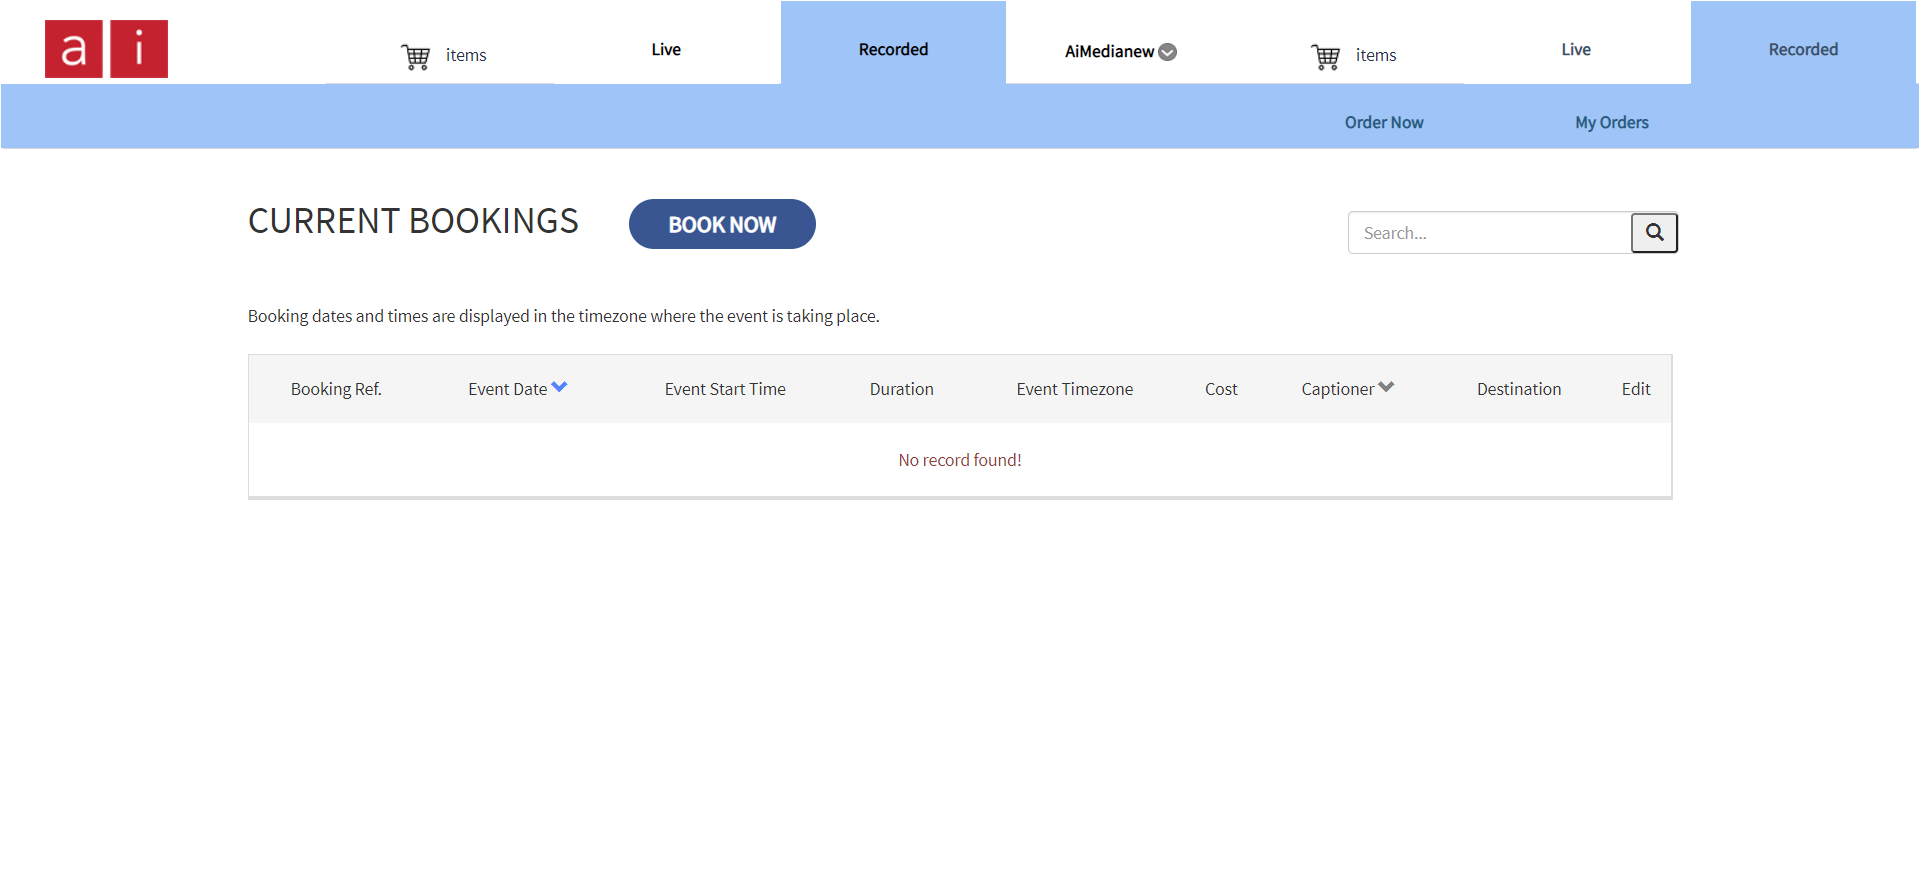 a i items Live Recorded AiMedianew items Live Recorded
Order Now My Orders
CURRENT BOOKINGS BOOK NOW Search...
Booking dates and times are displayed in the timezone where the event is taking place.
Booking Ref. Event Date Event Start Time Duration Event Timezone Cost Captioner Destination Edit
No record found!